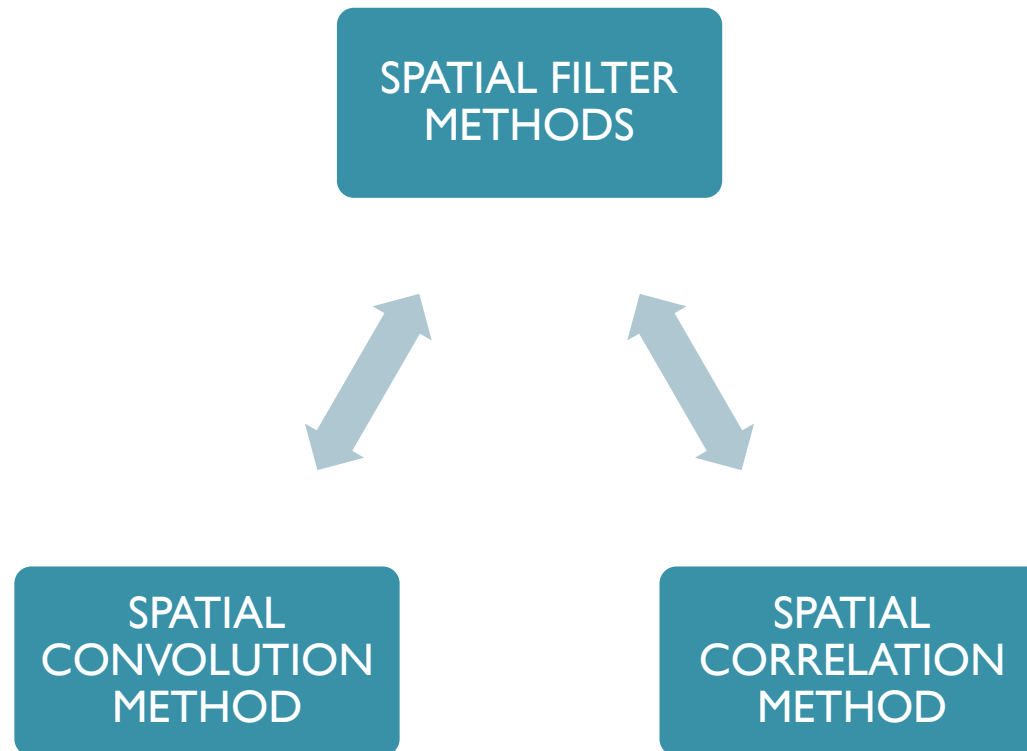 SPATIAL FILTER
METHODS
SPATIAL
CONVOLUTION
METHOD
SPATIAL
CORRELATION
METHOD